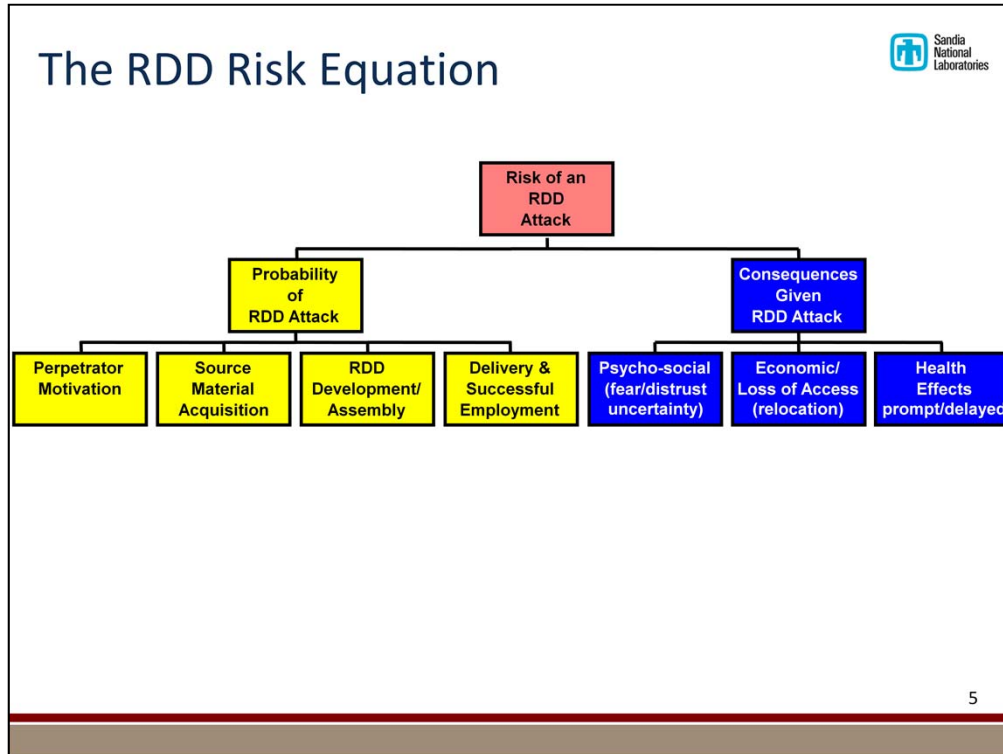 The RDD Risk Equation
Sandia
National
Laboratories
Risk of an
RDD
Attack
Probability
of
RDD Attack
Consequences
Given
RDD Attack
Perpetrator
Motivation
Source
Material
Acquisition
RDD
Development/
Assembly
Delivery &
Successful
Employment
Psycho-social
(fear/distrust
uncertainty)
Economic/
Loss of Access
(relocation)
Health
Effects
prompt/delayed
5